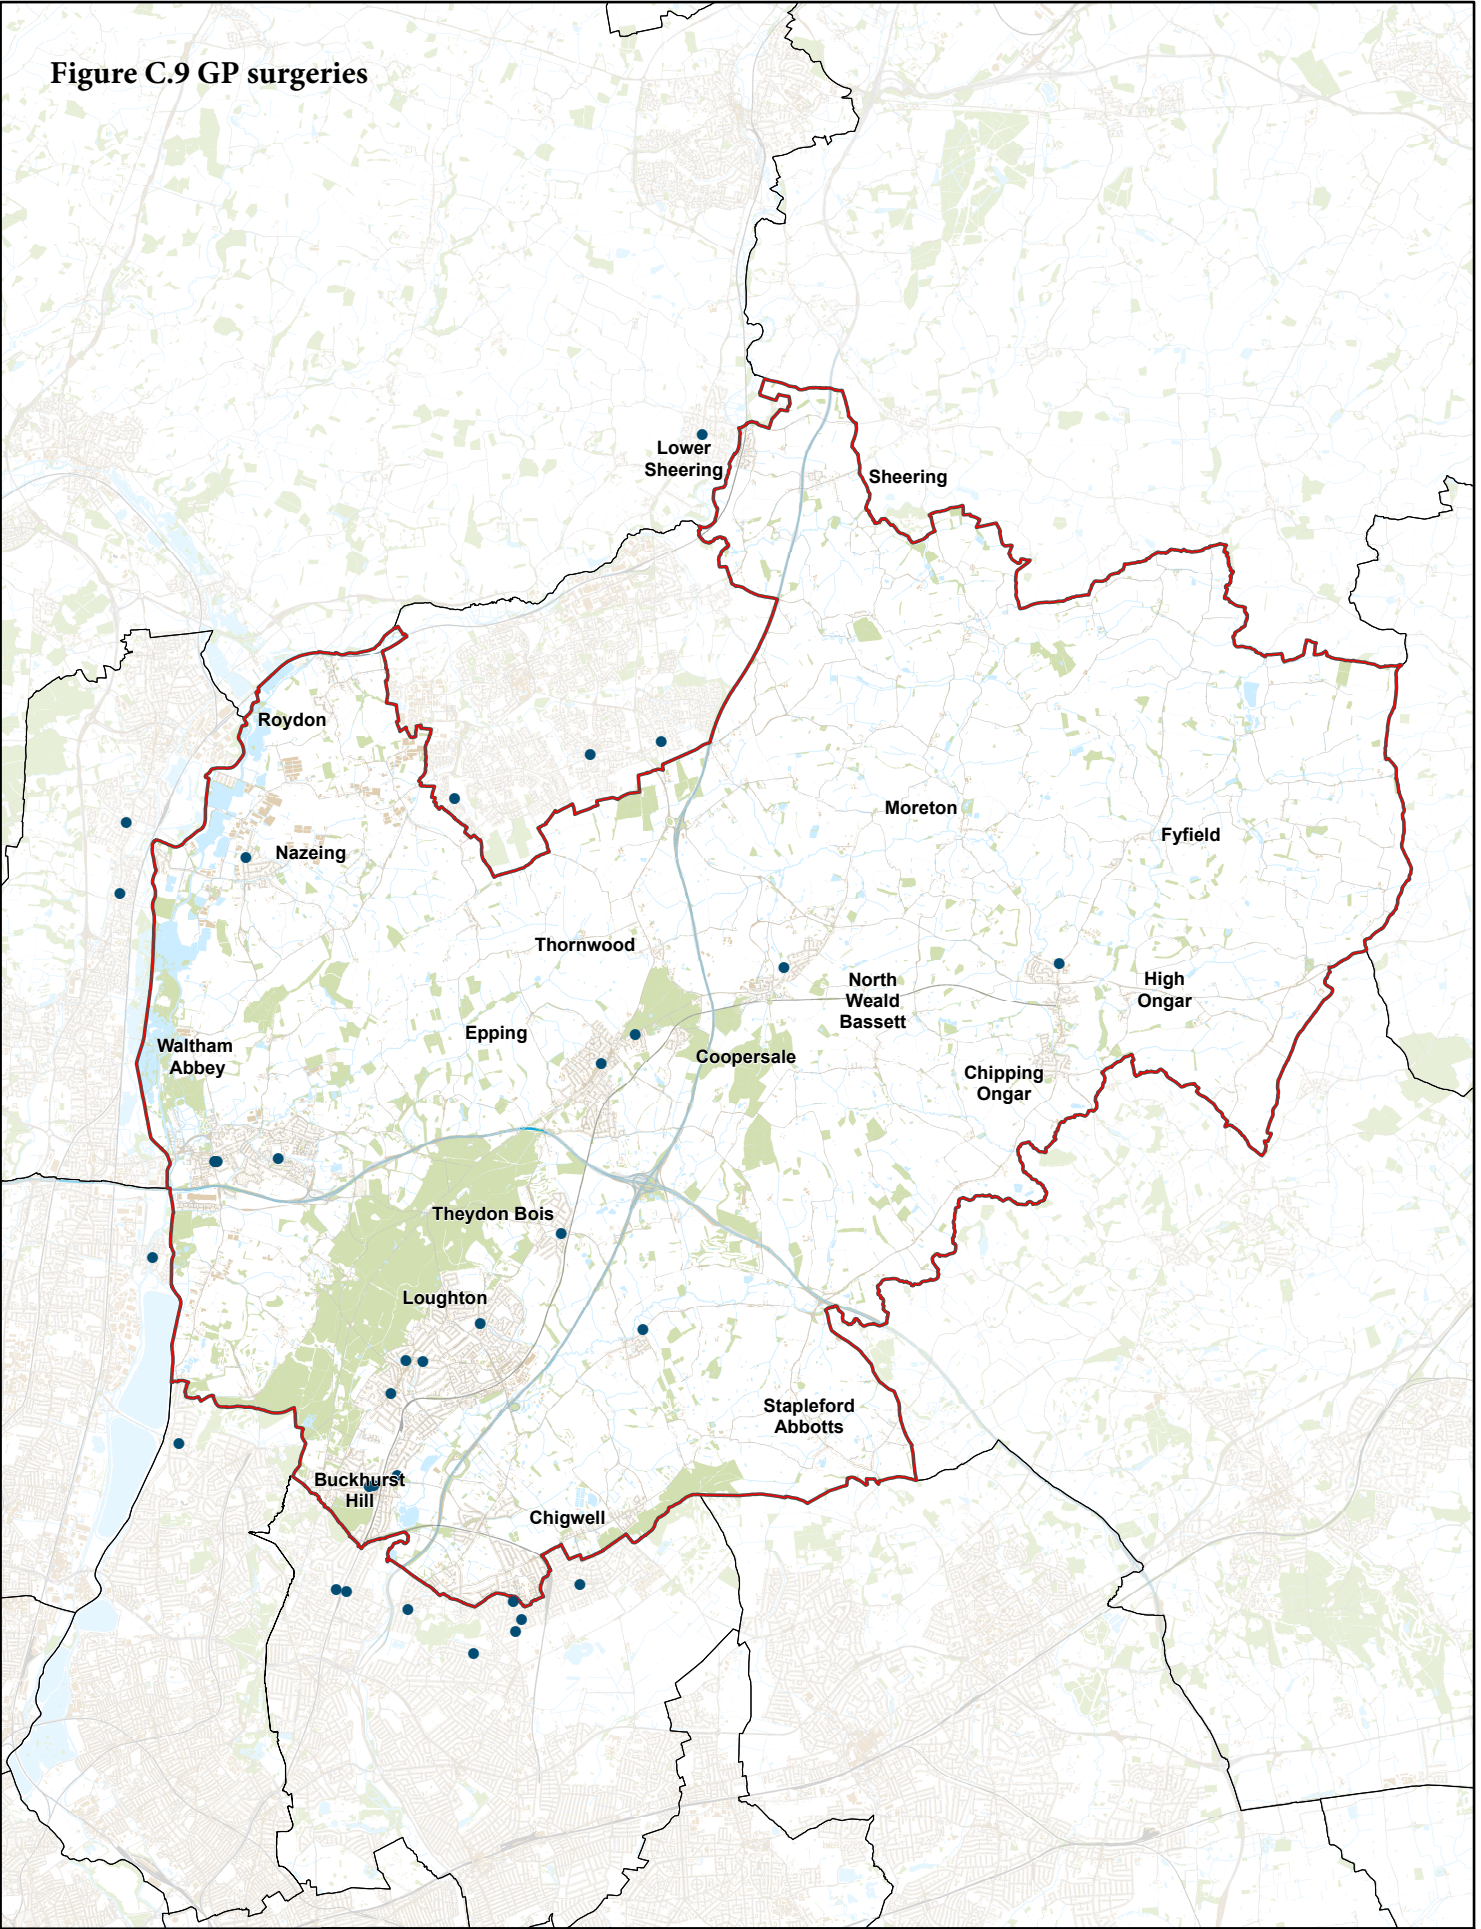 Figure C.9 GP surgeries
Lower
Sheering
Sheering
Roydon
Moreton
Fyfield
Nazeing
Thornwood
North
Weald
Bassett
High
Ongar
Epping
Waltham
Abbey
Coopersale
Chipping
Ongar
Theydon Bois
Loughton
Stapleford
Abbotts
Buckhurst
Hill
Chigwell